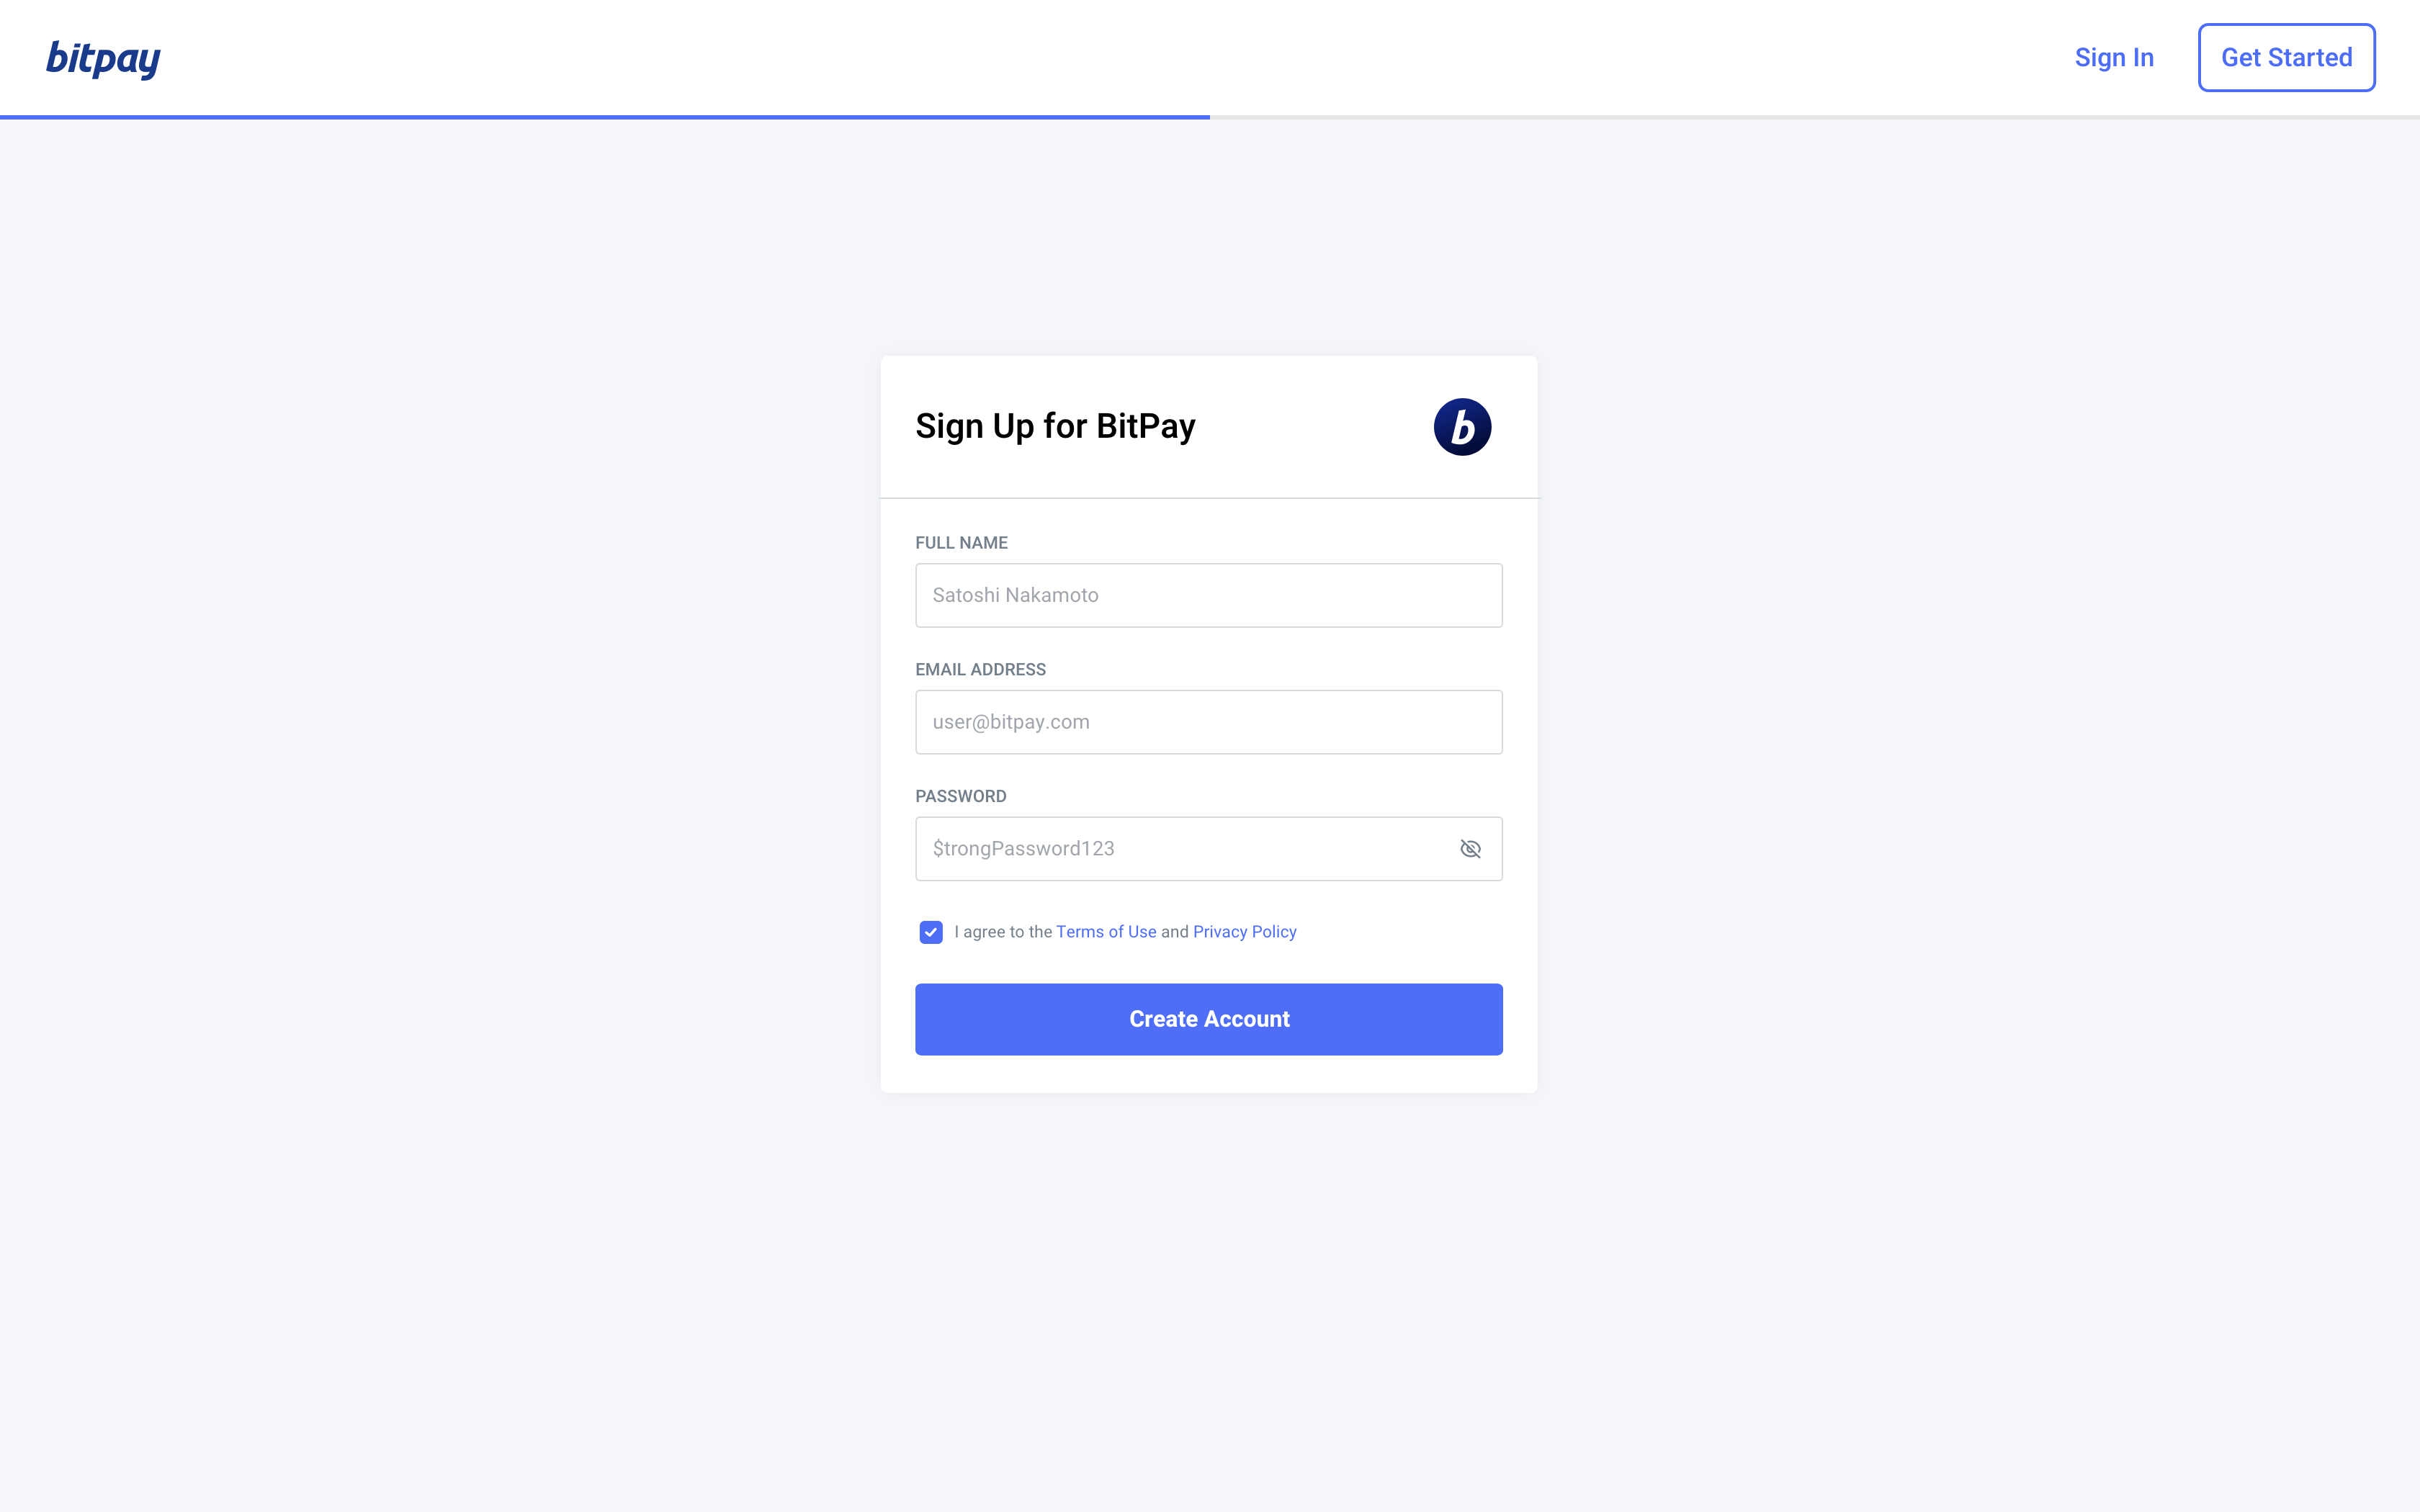 bitpay
Sign In
Get Started
Sign Up for BitPay
b
FULL NAME
Satoshi Nakamoto
EMAIL ADDRESS
user@bitpay.com
PASSWORD
$trongPassword123
I agree to the Terms of Use and Privacy Policy
Create Account